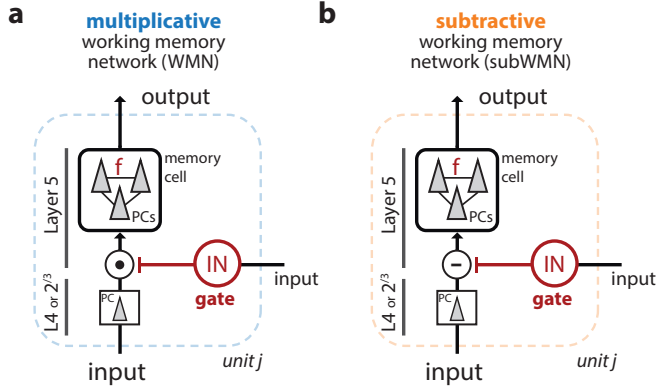 a
multiplicative
working memory
network (WMN)
output
f
memory
cell
PCs
Layer 5
IN
input
gate
L4 or 2/3
PC
input
unit j
b
subtractive
working memory
network (subWMN)
output
f
memory
cell
PCs
Layer 5
–
IN
input
gate
L4 or 2/3
PC
input
unit j